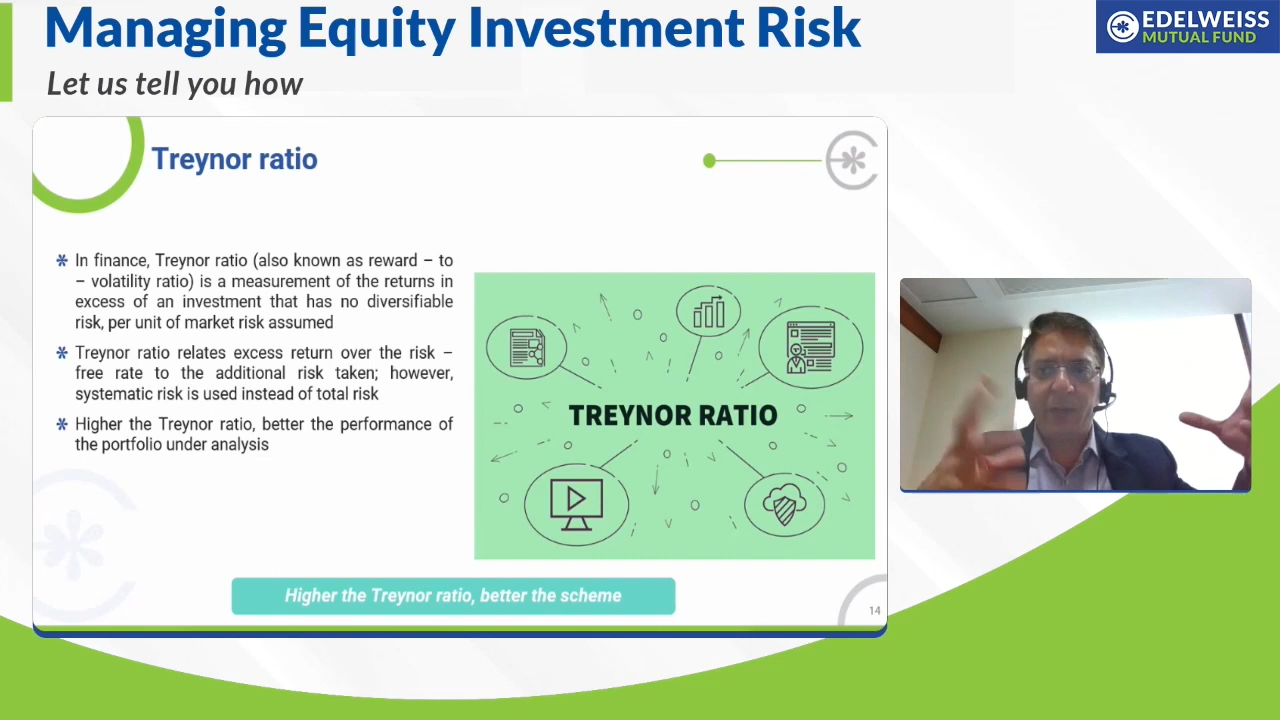 Managing Equity Investment Risk
Let us tell you how
EDELWEISS
MUTUAL FUND
Treynor ratio
In finance, Treynor ratio (also known as reward – to
– volatility ratio) is a measurement of the returns in
excess of an investment that has no diversifiable
risk, per unit of market risk assumed
Treynor ratio relates excess return over the risk –
freerate to the additional risk taken; however,
systematic risk is used instead of total risk
Higher the Treynor ratio, better the performance of
the portfolio under analysis
TREYNOR RATIO
Higher the Treynor ratio, better the scheme
14